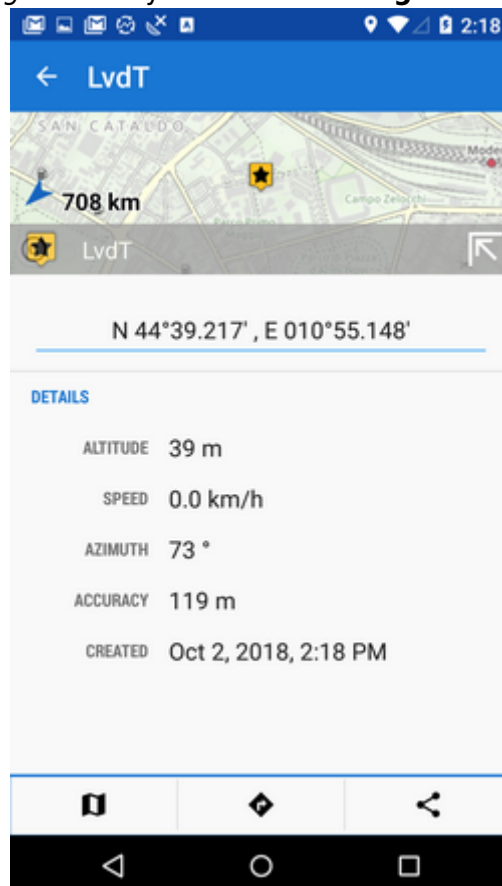 2:18
LvdT
SAN CATALDO
Mode
708 km
Campo Zelocchi
LvdT
N 44°39.217' , E 010°55.148'
DETAILS
ALTITUDE 39 m
SPEED 0.0 km/h
AZIMUTH 73 °
ACCURACY 119 m
CREATED Oct 2, 2018, 2:18 PM